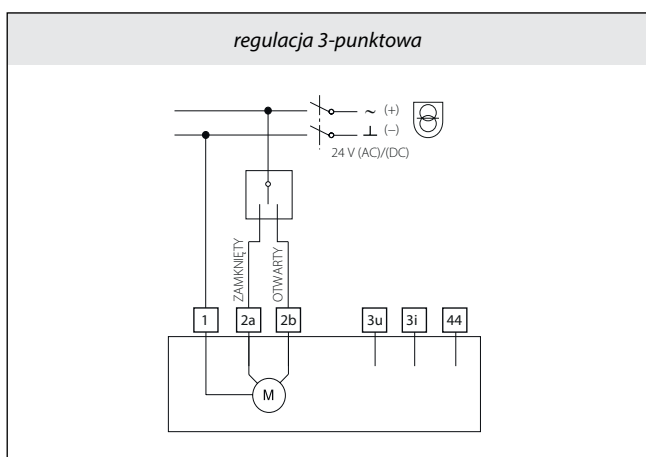 regulacja 3-punktowa
~ (+)
⊥ (−)
24 V (AC)/(DC)
ZAMKNIĘTY
OTWARTY
1 2a 2b 3u 3i 44
M